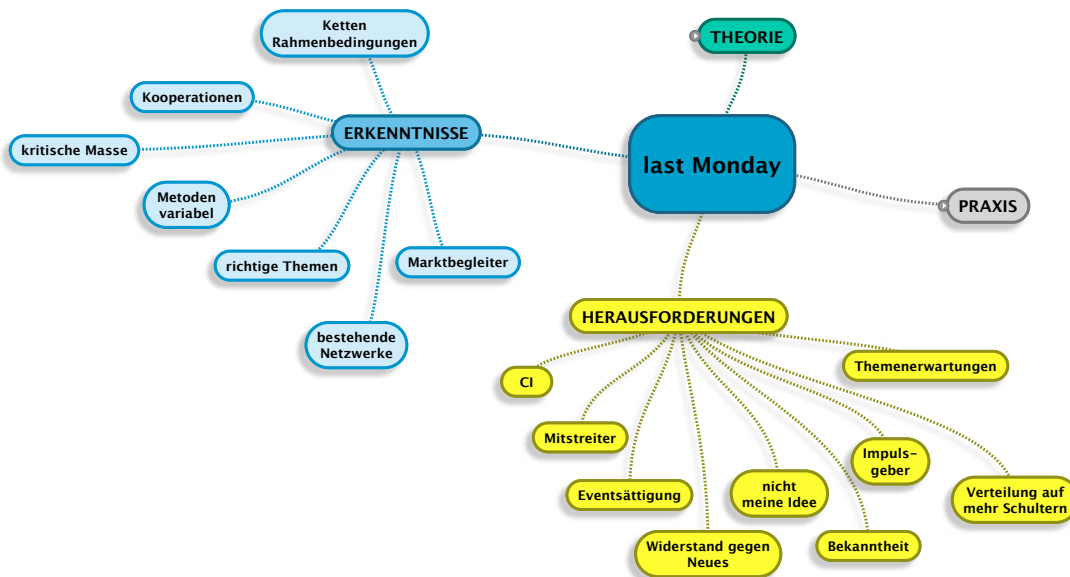 Ketten
Rahmenbedingungen
THEORIE
Kooperationen
ERKENNTNISSE
kritische Masse
last Monday
Metoden
variabel
PRAXIS
richtige Themen
Marktbegleiter
bestehende
Netzwerke
HERAUSFORDERUNGEN
Themenerwartungen
CI
Mitstreiter
Impuls-
geber
Eventsättigung
nicht
meine Idee
Verteilung auf
mehr Schultern
Widerstand gegen
Neues
Bekanntheit